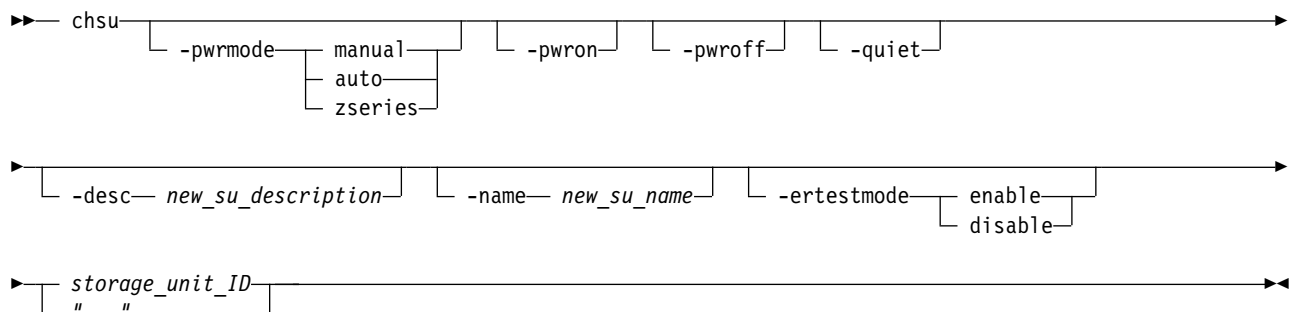 chsu
-pwrmode manual -pwron -pwroff -quiet
auto
zseries
-desc new_su_description -name new_su_name -ertestmode enable
disable
storage_unit_ID
" "